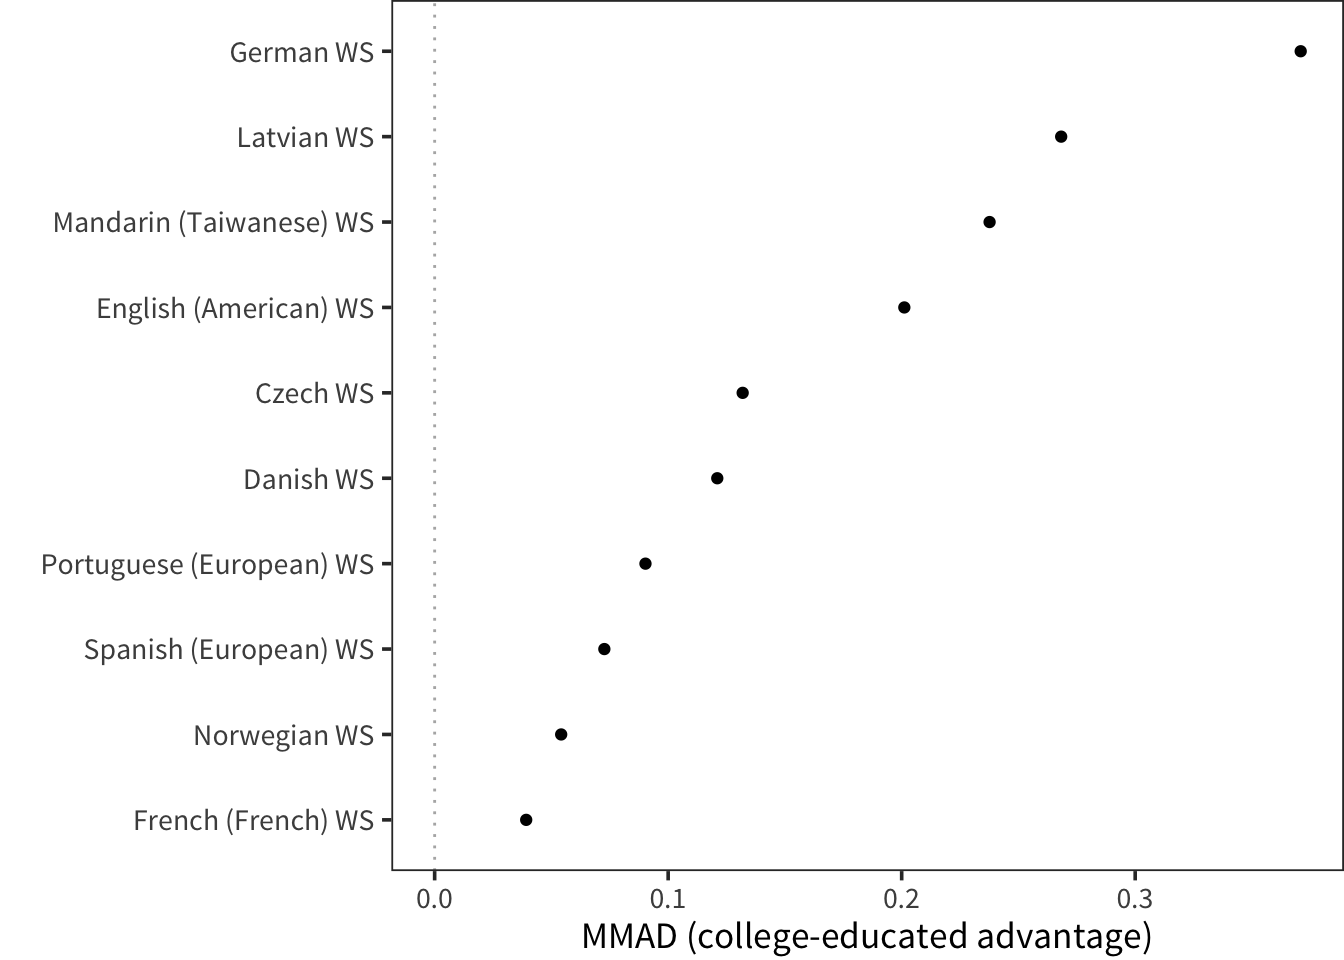 German WS
Latvian WS
Mandarin (Taiwanese) WS
English (American) WS
Czech WS
Danish WS
Portuguese (European) WS
Spanish (European) WS
Norwegian WS
French (French) WS
0.0 0.1 0.2 0.3
MMAD (college-educated advantage)